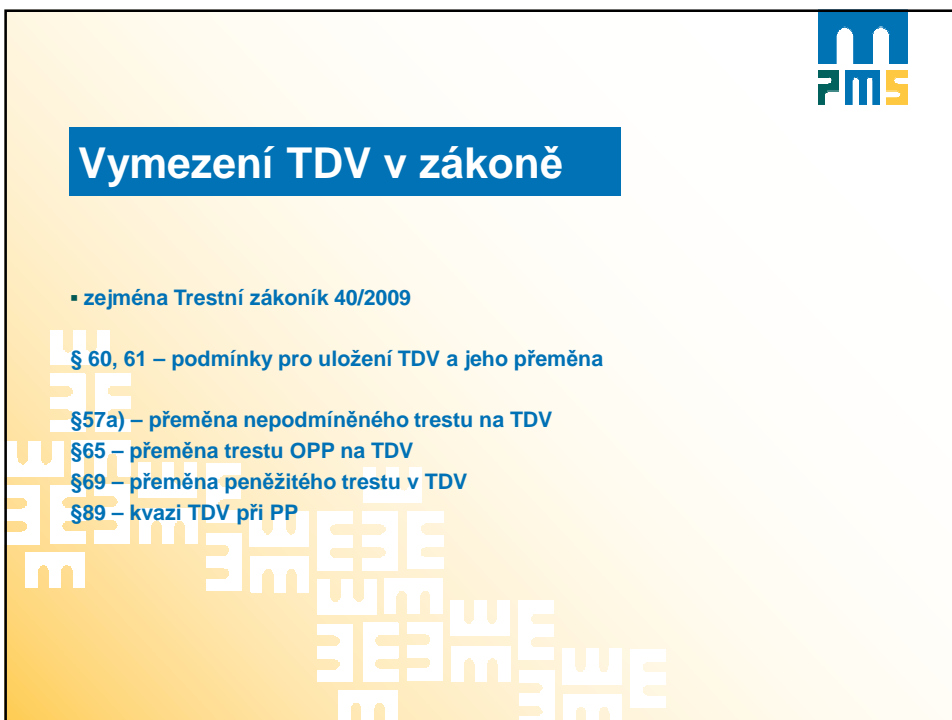 PMS
Vymezení TDV v zákoně
▪ zejména Trestní zákoník 40/2009
§ 60, 61 – podmínky pro uložení TDV a jeho přeměna
§57a) – přeměna nepodmíněného trestu na TDV
§65 – přeměna trestu OPP na TDV
§69 – přeměna peněžitého trestu v TDV
§89 – kvazi TDV při PP